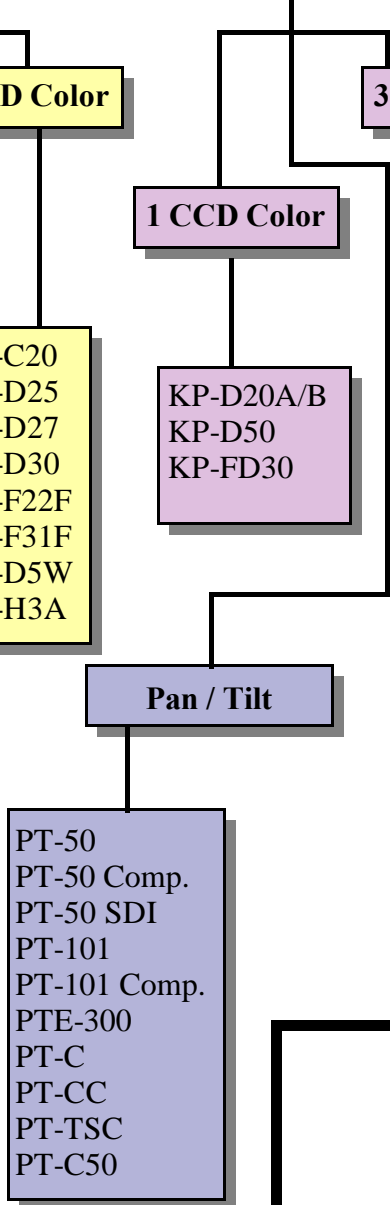 D Color
3
1 CCD Color
-C20
-D25
-D27
-D30
-F22F
-F31F
-D5W
-H3A
KP-D20A/B
KP-D50
KP-FD30
Pan / Tilt
PT-50
PT-50 Comp.
PT-50 SDI
PT-101
PT-101 Comp.
PTE-300
PT-C
PT-CC
PT-TSC
PT-C50